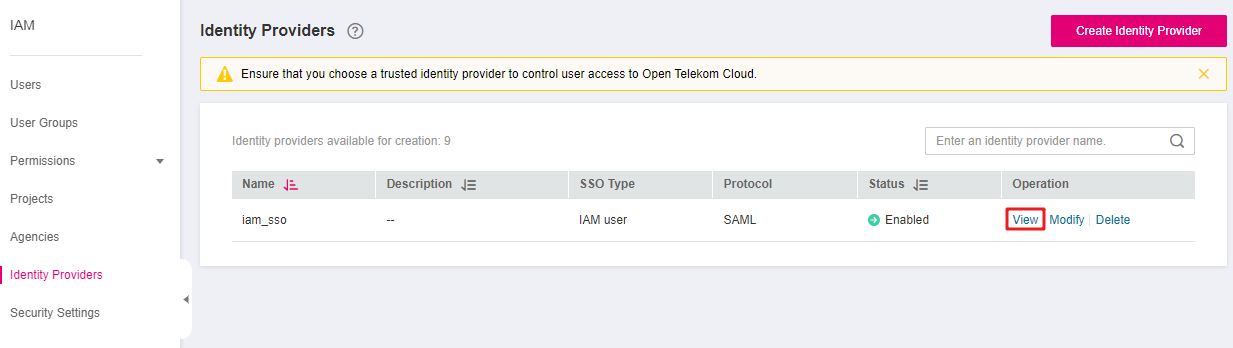 IAM
Users
User Groups
Permissions
Projects
Agencies
Identity Providers
Security Settings
Identity Providers ?
Create Identity Provider
Ensure that you choose a trusted identity provider to control user access to Open Telekom Cloud.
Identity providers available for creation: 9
Enter an identity provider name.
Name Description SSO Type Protocol Status Operation
iam_sso -- IAM user SAML Enabled View Modify Delete